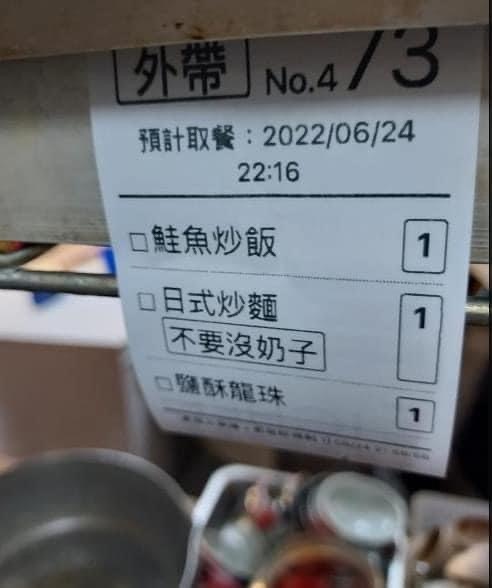 外帶 No.4 / 3
預計取餐：2022/06/24
22:16
□鮭魚炒飯 1
□日式炒麵 1
不要沒奶子
□鹽酥龍珠 1